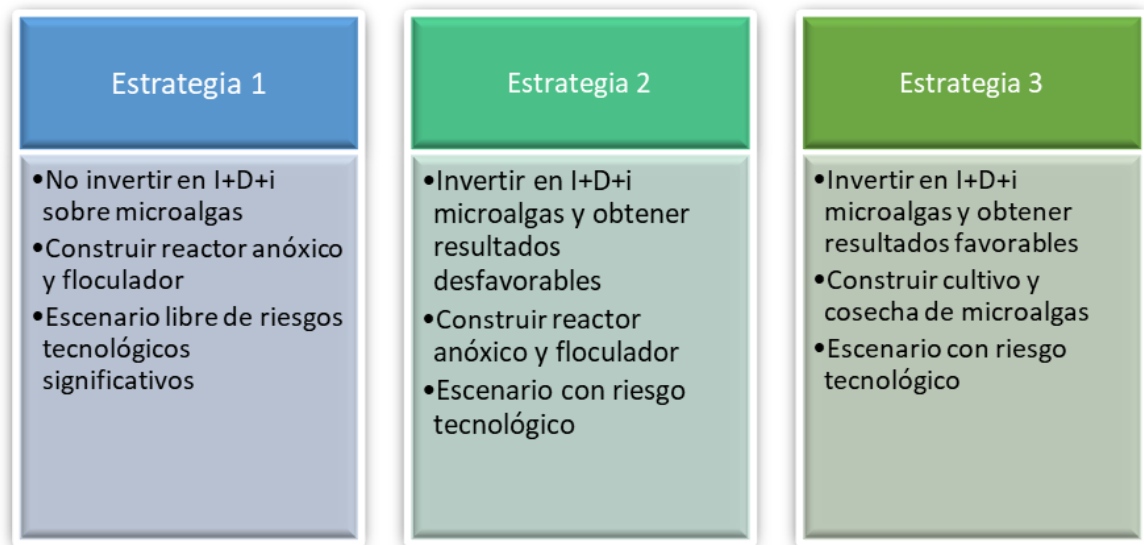 Estrategia 1
•No invertir en I+D+i
sobre microalgas
•Construir reactor anóxico
y floculador
•Escenario libre de riesgos
tecnológicos
significativos
Estrategia 2
•Invertir en I+D+i
microalgas y obtener
resultados
desfavorables
•Construir reactor
anóxico y floculador
•Escenario con riesgo
tecnológico
Estrategia 3
•Invertir en I+D+i
microalgas y obtener
resultados favorables
•Construir cultivo y
cosecha de microalgas
•Escenario con riesgo
tecnológico